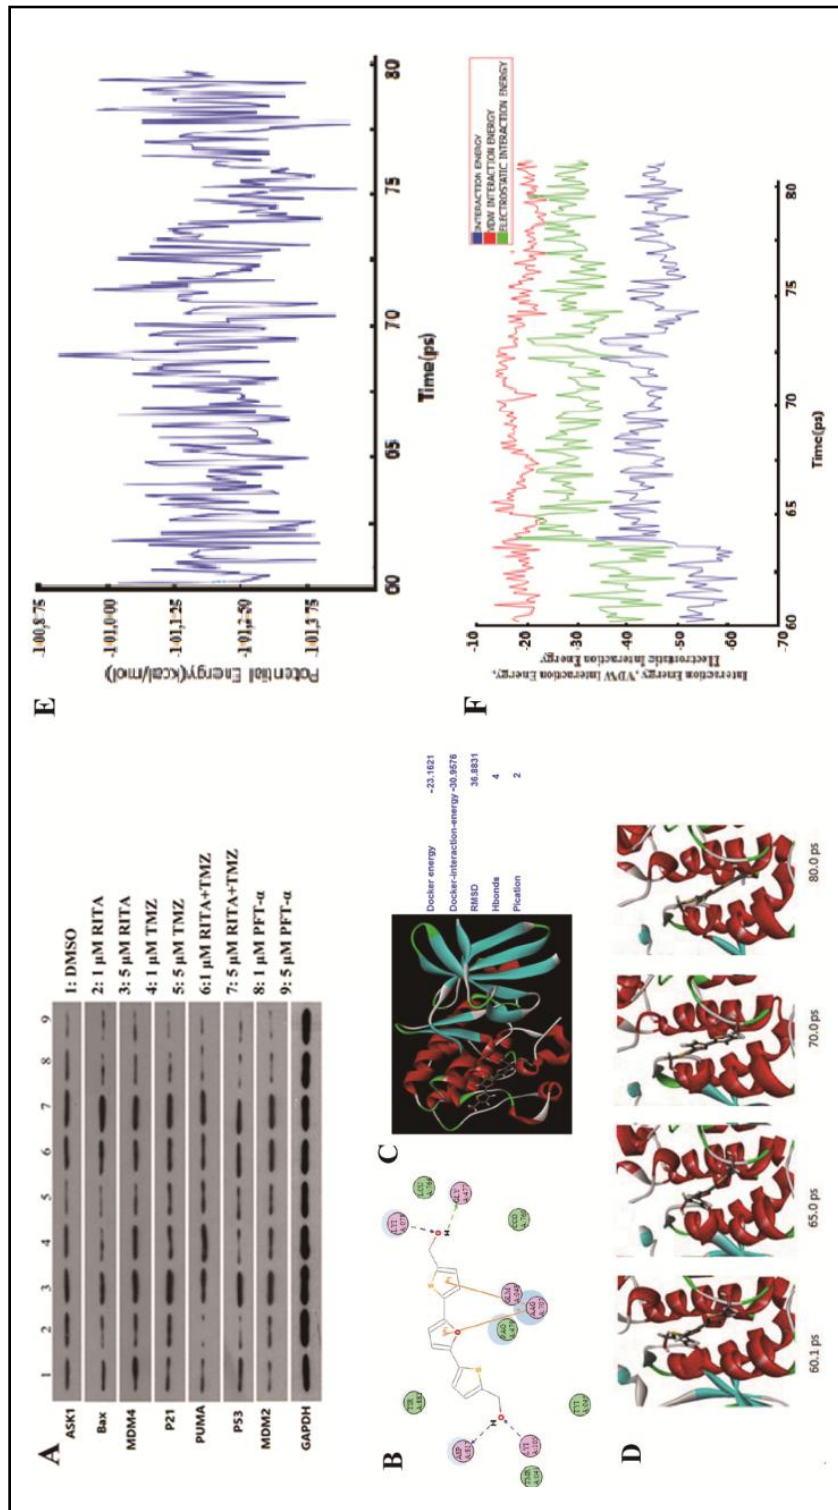 A
1 2 3 4 5 6 7 8 9
ASK1
Bax
MDM4
P21
PUMA
P53
MDM2
GAPDH
1: DMSO
2: 1 μM RITA
3: 5 μM RITA
4: 1 μM TMZ
5: 5 μM TMZ
6:1 μM RITA+TMZ
7: 5 μM RITA+TMZ
8: 1 μM PFT-α
9: 5 μM PFT-α
B
S
O
S
O
H
O
H
C
Docker energy -23.1621
Docker-interaction-energy -30.9576
RMSD 36.8831
Hbonds 4
Pication 2
D
60.1 ps
65.0 ps
70.0 ps
80.0 ps
E
Potential Energy(kcal/mol)
60
65
70
75
80
Time(ps)
F
Interaction Energy, VDW Interaction Energy,
Electrostatic Interaction Energy
INTERACTION ENERGY
VDW INTERACTION ENERGY
ELECTROSTATIC INTERACTION ENERGY
-10
-20
-30
-40
-50
-60
-70
60
65
70
75
80
Time(ps)